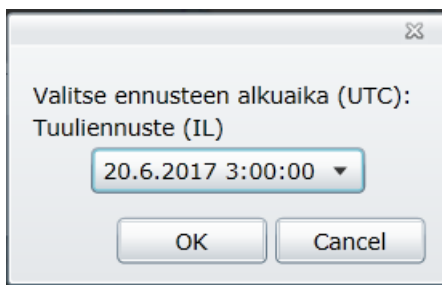 Valitse ennusteen alkuaika (UTC):
Tuuliennuste (IL)
20.6.2017 3:00:00
OK Cancel